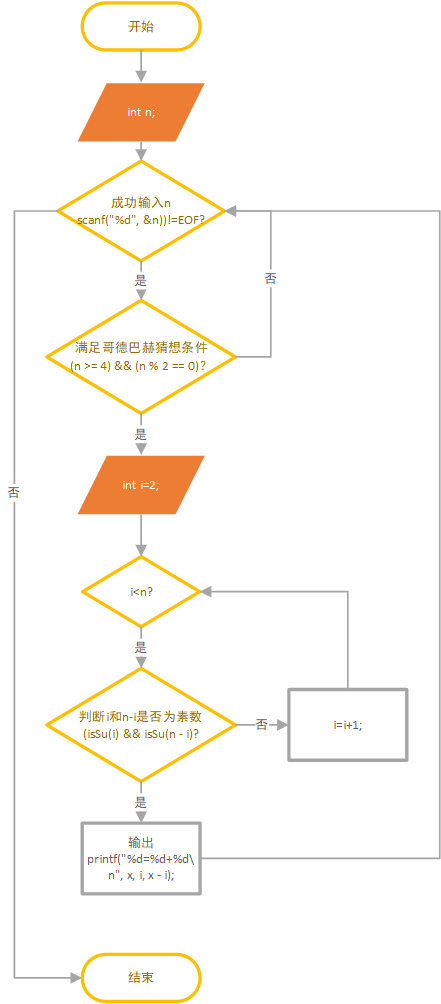 开始
int n;
成功输入n
scanf("%d", &n))!=EOF?
否
是
满足哥德巴赫猜想条件
(n >= 4) && (n % 2 == 0)?
是
int i=2;
否
i<n?
是
判断i和n-i是否为素数
(isSu(i) && isSu(n - i)?
否
i=i+1;
是
输出
printf("%d=%d+%d\
n", x, i, x - i);
结束